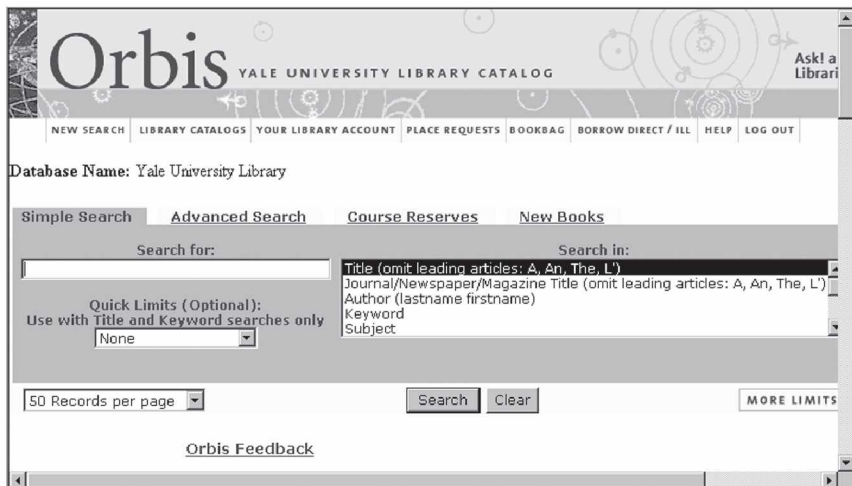 Orbis YALE UNIVERSITY LIBRARY CATALOG
Ask! a
Librari
NEW SEARCH LIBRARY CATALOGS YOUR LIBRARY ACCOUNT PLACE REQUESTS BOOKBAG BORROW DIRECT / ILL HELP LOG OUT
Database Name: Yale University Library
Simple Search Advanced Search Course Reserves New Books
Search for:
Search in:
Title (omit leading articles: A, An, The, L')
Journal/Newspaper/Magazine Title (omit leading articles: A, An, The, L')
Author (lastname firstname)
Keyword
Subject
Quick Limits (Optional):
Use with Title and Keyword searches only
None
50 Records per page Search Clear MORE LIMITS
Orbis Feedback